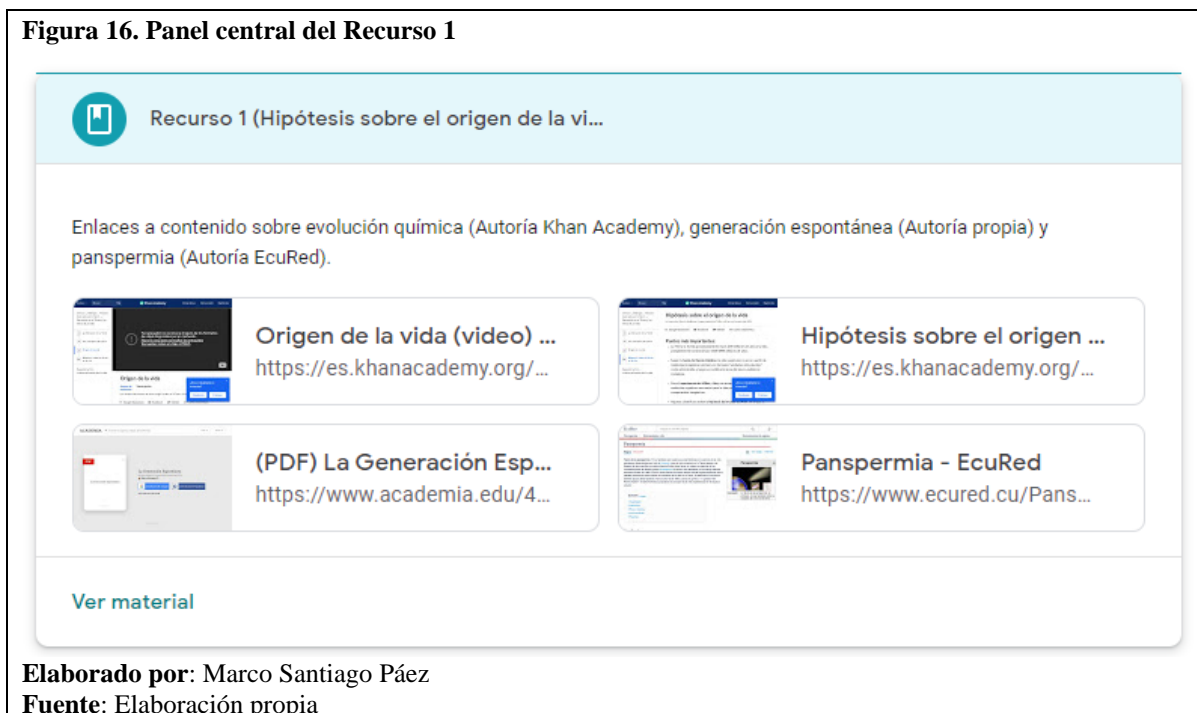 Figura 16. Panel central del Recurso 1
Recurso 1 (Hipótesis sobre el origen de la vi...
Enlaces a contenido sobre evolución química (Autoría Khan Academy), generación espontánea (Autoría propia) y
panspermia (Autoría EcuRed).
Origen de la vida (video) ...
https://es.khanacademy.org/...
Hipótesis sobre el origen ...
https://es.khanacademy.org/...
(PDF) La Generación Esp...
https://www.academia.edu/4...
Panspermia - EcuRed
https://www.ecured.cu/Pans...
Ver material
Elaborado por: Marco Santiago Páez
Fuente: Elaboración propia